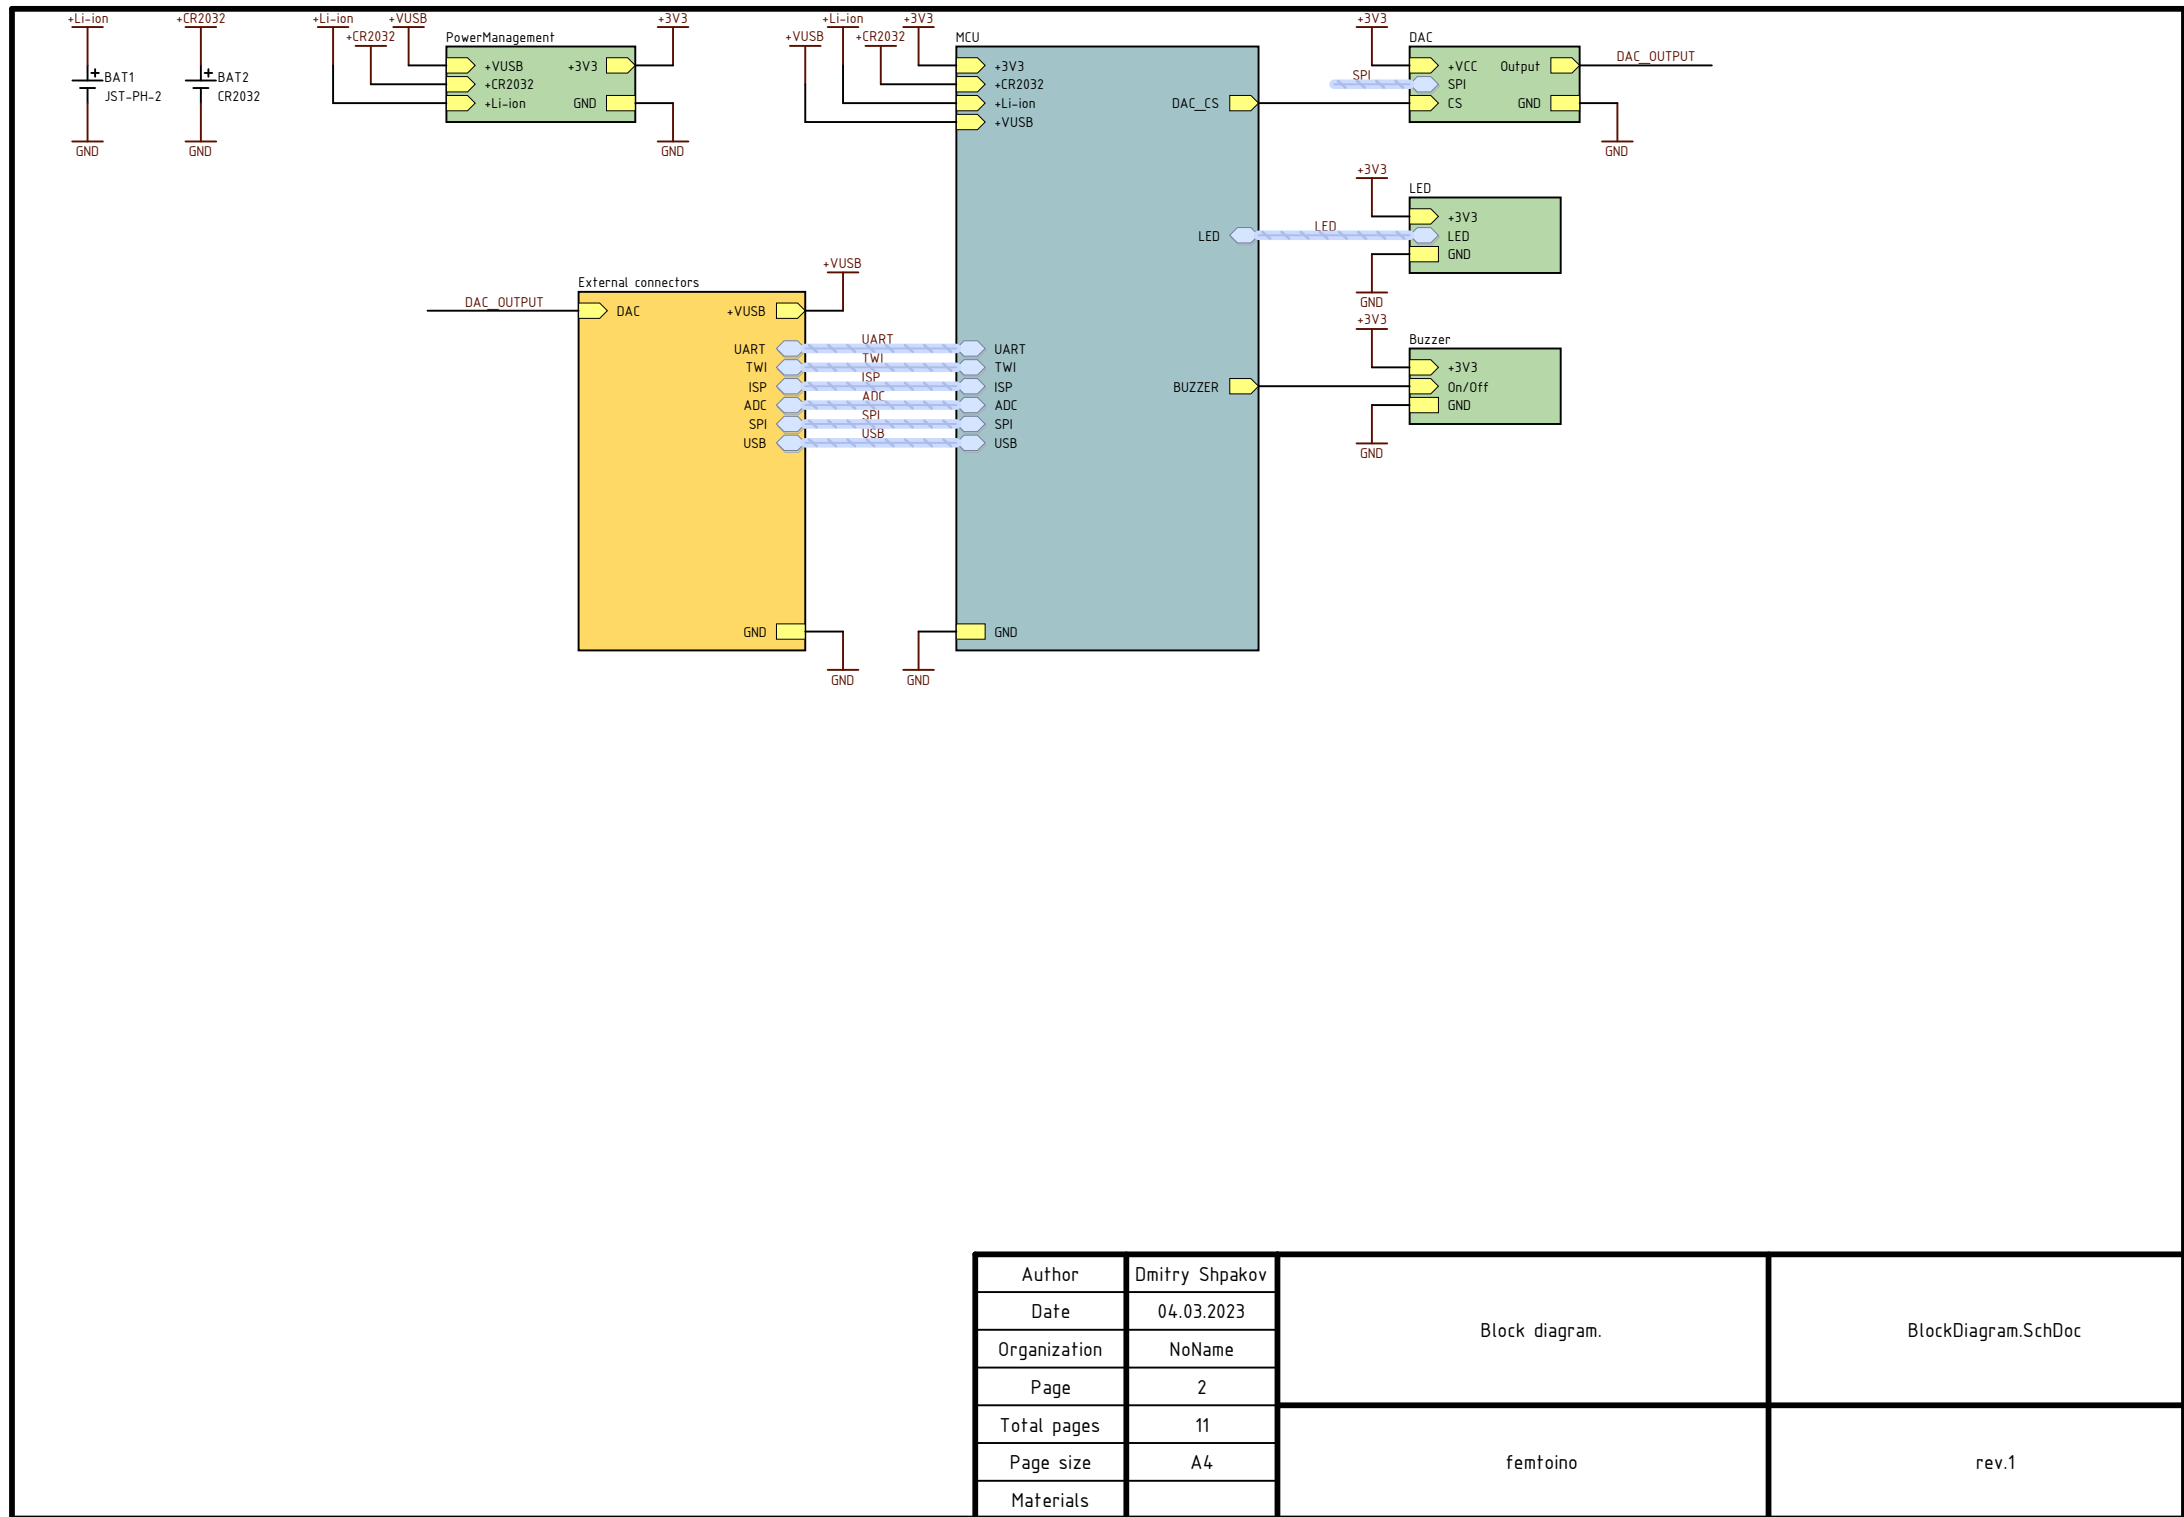 +Li-ion
BAT1
JST-PH-2
GND
+CR2032
BAT2
CR2032
GND
+Li-ion
+CR2032
+VUSB
PowerManagement
+VUSB
+CR2032
+Li-ion
+3V3
GND
+3V3
GND
+VUSB
+Li-ion
+CR2032
+3V3
MCU
+3V3
+CR2032
+Li-ion
+VUSB
DAC_CS
LED
BUZZER
UART
TWI
ISP
ADC
SPI
USB
GND
GND
+3V3
DAC
SPI
+VCC
SPI
CS
Output
GND
DAC_OUTPUT
GND
+3V3
LED
LED
+3V3
LED
GND
GND
+3V3
Buzzer
+3V3
On/Off
GND
GND
DAC_OUTPUT
External connectors
DAC
+VUSB
UART
TWI
ISP
ADC
SPI
USB
GND
+VUSB
UART
TWI
ISP
ADC
SPI
USB
GND
Author
Dmitry Shpakov
Date
04.03.2023
Organization
NoName
Page
2
Total pages
11
Page size
A4
Materials
Block diagram.
BlockDiagram.SchDoc
femtoino
rev.1